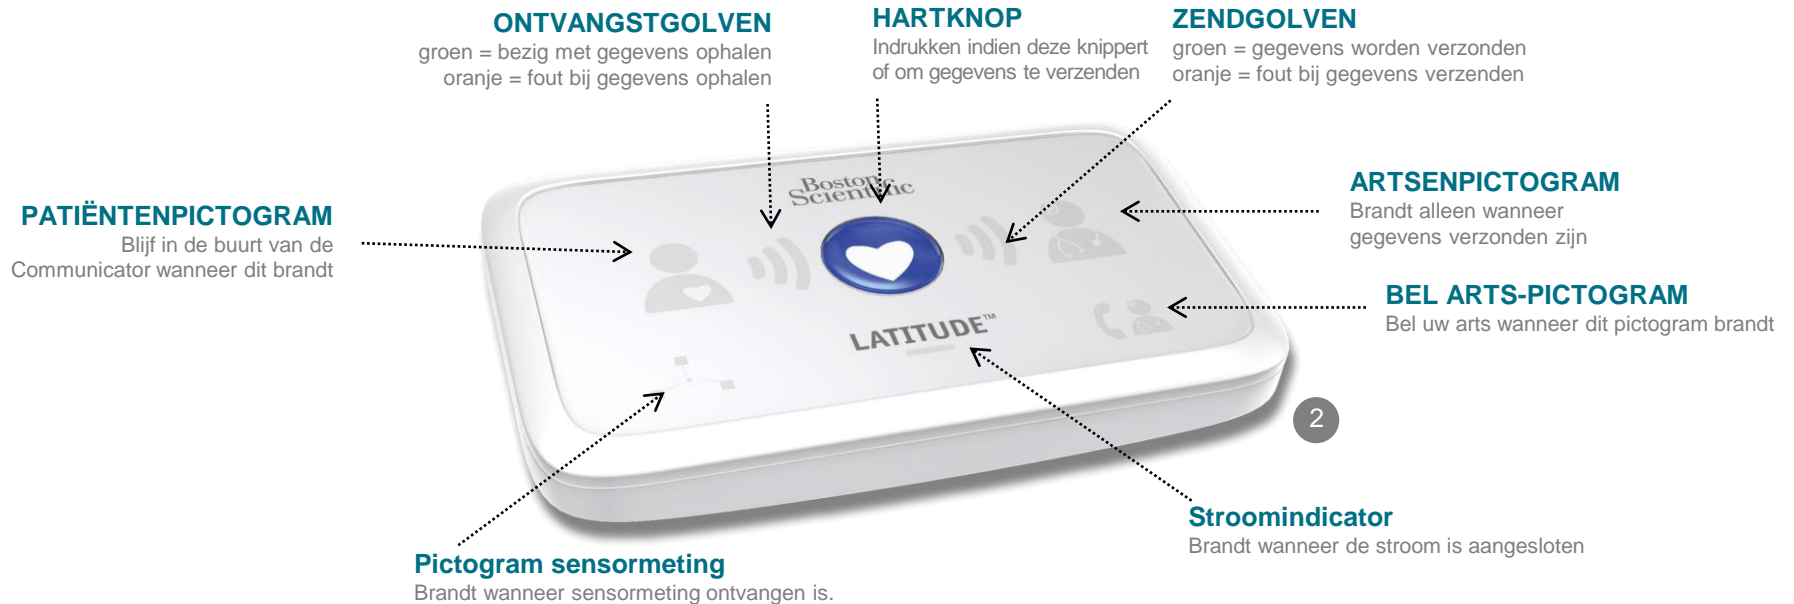 ONTVANGSTGOLVEN
groen = bezig met gegevens ophalen
oranje = fout bij gegevens ophalen
HARTKNOP
Indrukken indien deze knippert
of om gegevens te verzenden
ZENDGOLVEN
groen = gegevens worden verzonden
oranje = fout bij gegevens verzenden
PATIËNTENPICTOGRAM
Blijf in de buurt van de
Communicator wanneer dit brandt
Boston
Scientific
ARTSENPICTOGRAM
Brandt alleen wanneer
gegevens verzonden zijn
BEL ARTS-PICTOGRAM
Bel uw arts wanneer dit pictogram brandt
LATITUDE™
2
Stroomindicator
Brandt wanneer de stroom is aangesloten
Pictogram sensormeting
Brandt wanneer sensormeting ontvangen is.